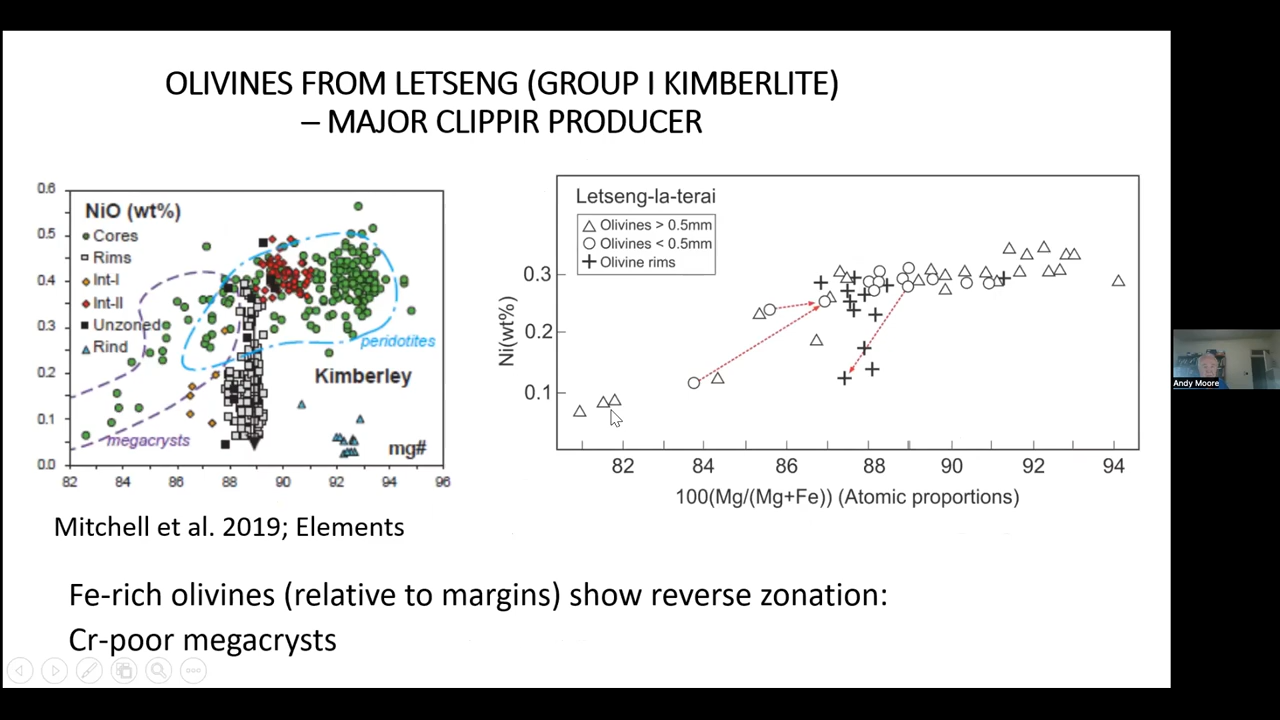 OLIVINES FROM LETSENG (GROUP I KIMBERLITE)
– MAJOR CLIPPIR PRODUCER
0.6
0.5
0.4
0.3
0.2
0.1
0.0
NiO (wt%)
Cores
Rims
Int-I
Int-II
Unzoned
Rind
peridotites
Kimberley
megacrysts
mg#
82 84 86 88 90 92 94 96
Mitchell et al. 2019; Elements
Letseng-la-terai
Olivines > 0.5mm
Olivines < 0.5mm
Olivine rims
Ni(wt%)
0.3
0.2
0.1
82 84 86 88 90 92 94
100(Mg/(Mg+Fe)) (Atomic proportions)
Fe-rich olivines (relative to margins) show reverse zonation:
Cr-poor megacrysts
Andy Moore